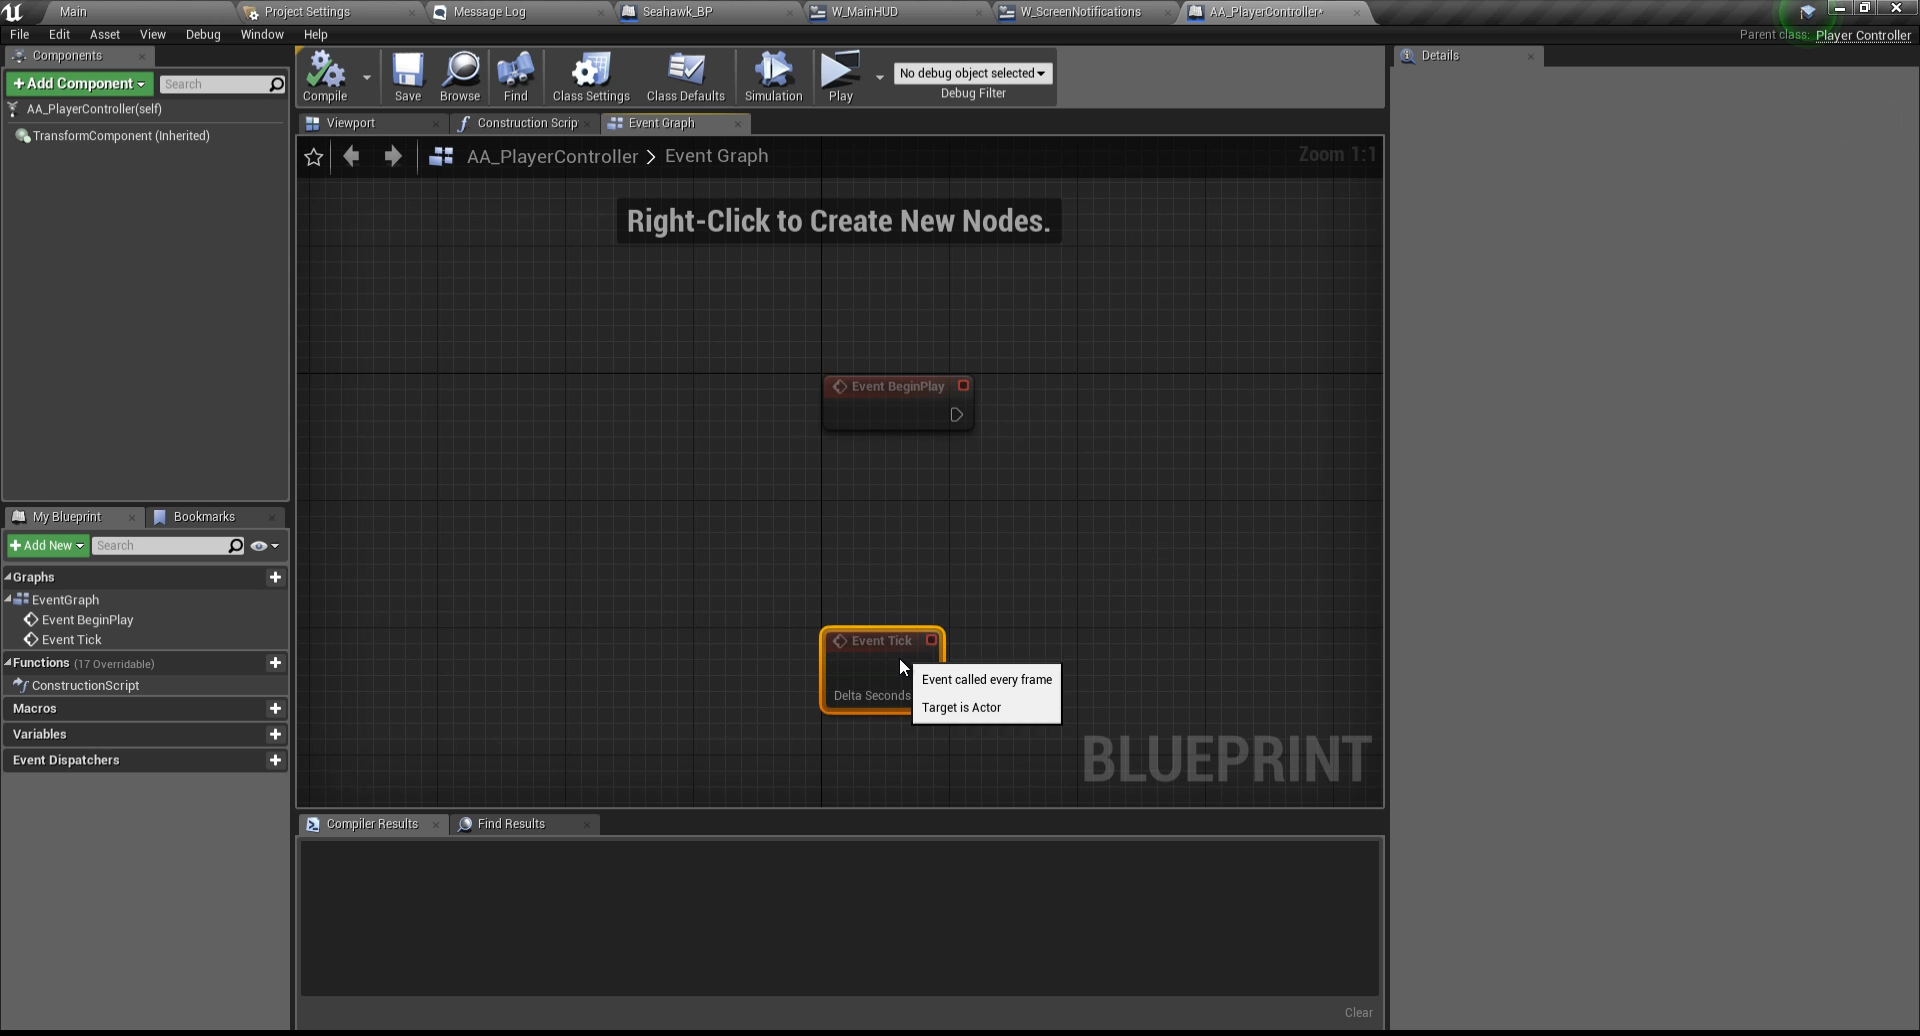 Main
Project Settings
Message Log
Seahawk_BP
W_MainHUD
W_ScreenNotifications
AA_PlayerController*
File Edit Asset View Debug Window Help
Parent class: Player Controller
Components
+Add Component
Search
AA_PlayerController(self)
TransformComponent (Inherited)
Compile
Save
Browse
Find
Class Settings
Class Defaults
Simulation
Play
No debug object selected
Debug Filter
Details
Viewport
Construction Scrip
Event Graph
AA_PlayerController > Event Graph
Zoom 1:1
Right-Click to Create New Nodes.
Event BeginPlay
Event Tick
Delta Seconds
Event called every frame
Target is Actor
BLUEPRINT
My Blueprint
Bookmarks
+Add New
Search
Graphs
EventGraph
Event BeginPlay
Event Tick
Functions (17 Overridable)
ConstructionScript
Macros
Variables
Event Dispatchers
Compiler Results
Find Results
Clear